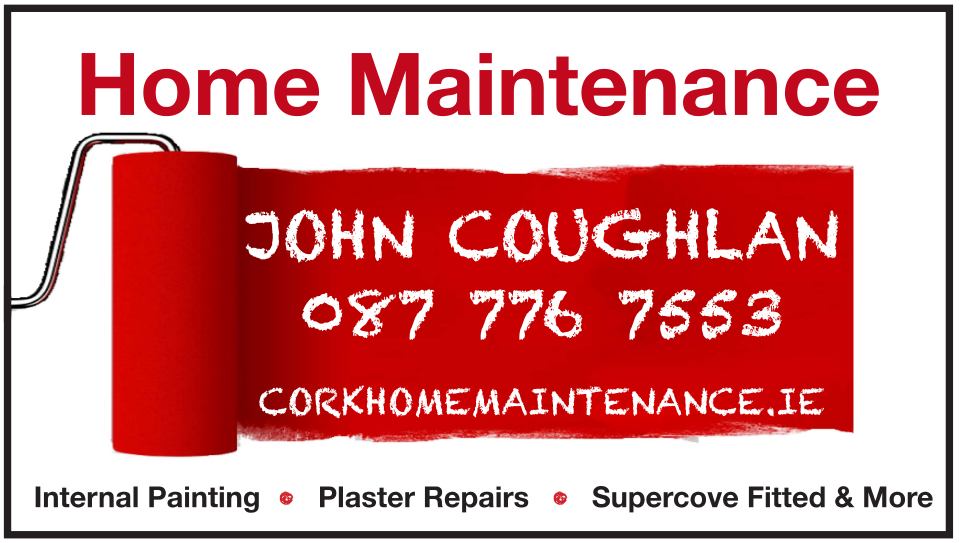 Home Maintenance
JOHN COUGHLAN
087 776 7553
CORKHOMEMAINTENANCE.IE
Internal Painting • Plaster Repairs • Supercove Fitted & More